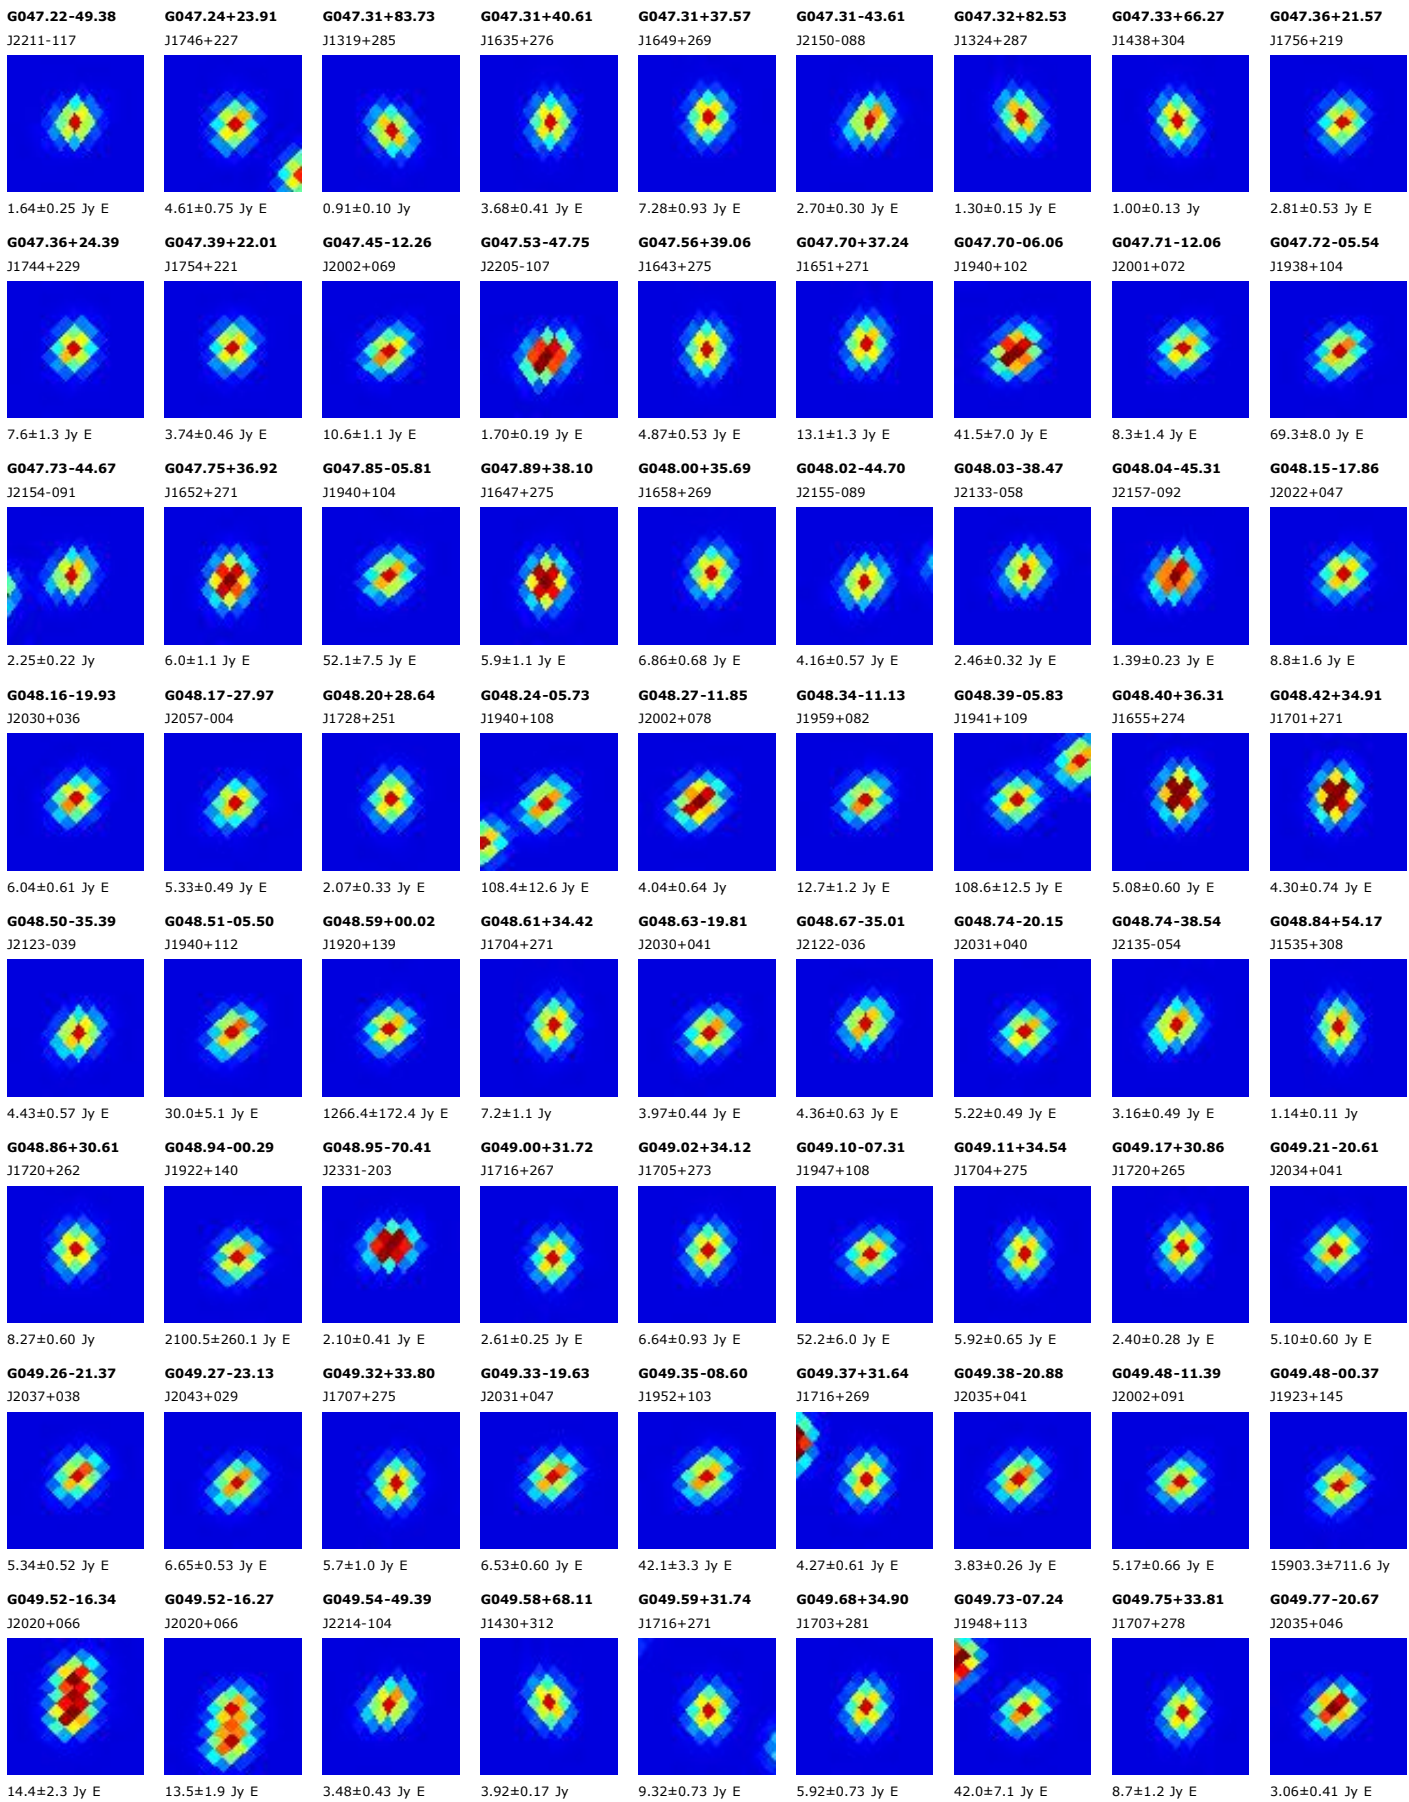 G047.22-49.38 G047.24+23.91 G047.31+83.73 G047.31+40.61 G047.31+37.57 G047.31-43.61 G047.32+82.53 G047.33+66.27 G047.36+21.57
J2211-117 J1746+227 J1319+285 J1635+276 J1649+269 J2150-088 J1324+287 J1438+304 J1756+219
1.64±0.25 Jy E 4.61±0.75 Jy E 0.91±0.10 Jy 3.68±0.41 Jy E 7.28±0.93 Jy E 2.70±0.30 Jy E 1.30±0.15 Jy E 1.00±0.13 Jy 2.81±0.53 Jy E
G047.36+24.39 G047.39+22.01 G047.45-12.26 G047.53-47.75 G047.56+39.06 G047.70+37.24 G047.70-06.06 G047.71-12.06 G047.72-05.54
J1744+229 J1754+221 J2002+069 J2205-107 J1643+275 J1651+271 J1940+102 J2001+072 J1938+104
7.6±1.3 Jy E 3.74±0.46 Jy E 10.6±1.1 Jy E 1.70±0.19 Jy E 4.87±0.53 Jy E 13.1±1.3 Jy E 41.5±7.0 Jy E 8.3±1.4 Jy E 69.3±8.0 Jy E
G047.73-44.67 G047.75+36.92 G047.85-05.81 G047.89+38.10 G048.00+35.69 G048.02-44.70 G048.03-38.47 G048.04-45.31 G048.15-17.86
J2154-091 J1652+271 J1940+104 J1647+275 J1658+269 J2155-089 J2133-058 J2157-092 J2022+047
2.25±0.22 Jy 6.0±1.1 Jy E 52.1±7.5 Jy E 5.9±1.1 Jy E 6.86±0.68 Jy E 4.16±0.57 Jy E 2.46±0.32 Jy E 1.39±0.23 Jy E 8.8±1.6 Jy E
G048.16-19.93 G048.17-27.97 G048.20+28.64 G048.24-05.73 G048.27-11.85 G048.34-11.13 G048.39-05.83 G048.40+36.31 G048.42+34.91
J2030+036 J2057-004 J1728+251 J1940+108 J2002+078 J1959+082 J1941+109 J1655+274 J1701+271
6.04±0.61 Jy E 5.33±0.49 Jy E 2.07±0.33 Jy E 108.4±12.6 Jy E 4.04±0.64 Jy 12.7±1.2 Jy E 108.6±12.5 Jy E 5.08±0.60 Jy E 4.30±0.74 Jy E
G048.50-35.39 G048.51-05.50 G048.59+00.02 G048.61+34.42 G048.63-19.81 G048.67-35.01 G048.74-20.15 G048.74-38.54 G048.84+54.17
J2123-039 J1940+112 J1920+139 J1704+271 J2030+041 J2122-036 J2031+040 J2135-054 J1535+308
4.43±0.57 Jy E 30.0±5.1 Jy E 1266.4±172.4 Jy E 7.2±1.1 Jy 3.97±0.44 Jy E 4.36±0.63 Jy E 5.22±0.49 Jy E 3.16±0.49 Jy E 1.14±0.11 Jy
G048.86+30.61 G048.94-00.29 G048.95-70.41 G049.00+31.72 G049.02+34.12 G049.10-07.31 G049.11+34.54 G049.17+30.86 G049.21-20.61
J1720+262 J1922+140 J2331-203 J1716+267 J1705+273 J1947+108 J1704+275 J1720+265 J2034+041
8.27±0.60 Jy 2100.5±260.1 Jy E 2.10±0.41 Jy E 2.61±0.25 Jy E 6.64±0.93 Jy E 52.2±6.0 Jy E 5.92±0.65 Jy E 2.40±0.28 Jy E 5.10±0.60 Jy E
G049.26-21.37 G049.27-23.13 G049.32+33.80 G049.33-19.63 G049.35-08.60 G049.37+31.64 G049.38-20.88 G049.48-11.39 G049.48-00.37
J2037+038 J2043+029 J1707+275 J2031+047 J1952+103 J1716+269 J2035+041 J2002+091 J1923+145
5.34±0.52 Jy E 6.65±0.53 Jy E 5.7±1.0 Jy E 6.53±0.60 Jy E 42.1±3.3 Jy E 4.27±0.61 Jy E 3.83±0.26 Jy E 5.17±0.66 Jy E 15903.3±711.6 Jy
G049.52-16.34 G049.52-16.27 G049.54-49.39 G049.58+68.11 G049.59+31.74 G049.68+34.90 G049.73-07.24 G049.75+33.81 G049.77-20.67
J2020+066 J2020+066 J2214-104 J1430+312 J1716+271 J1703+281 J1948+113 J1707+278 J2035+046
14.4±2.3 Jy E 13.5±1.9 Jy E 3.48±0.43 Jy E 3.92±0.17 Jy 9.32±0.73 Jy E 5.92±0.73 Jy E 42.0±7.1 Jy E 8.7±1.2 Jy E 3.06±0.41 Jy E